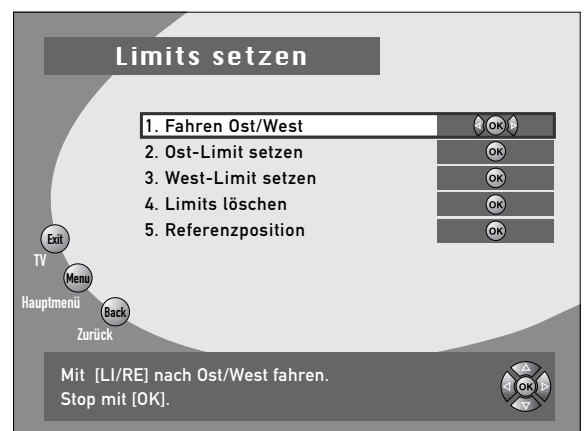 Limits setzen
1. Fahren Ost/West OK
2. Ost-Limit setzen OK
3. West-Limit setzen OK
4. Limits löschen OK
5. Referenzposition OK
Exit
TV
Menu
Hauptmenü
Back
Zurück
Mit [LI/RE] nach Ost/West fahren.
Stop mit [OK].
OK